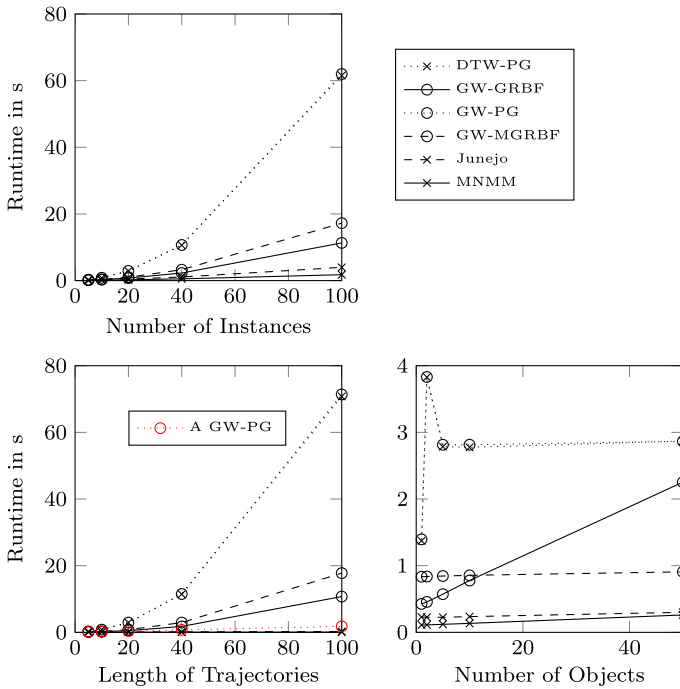 80
60
40
20
0
Runtime in s
0 20 40 60 80 100
Number of Instances
DTW-PG
GW-GRBF
GW-PG
GW-MGRBF
Junejo
MNMM
80
60
40
20
0
Runtime in s
A GW-PG
0 20 40 60 80 100
Length of Trajectories
4
3
2
1
0
0 20 40
Number of Objects